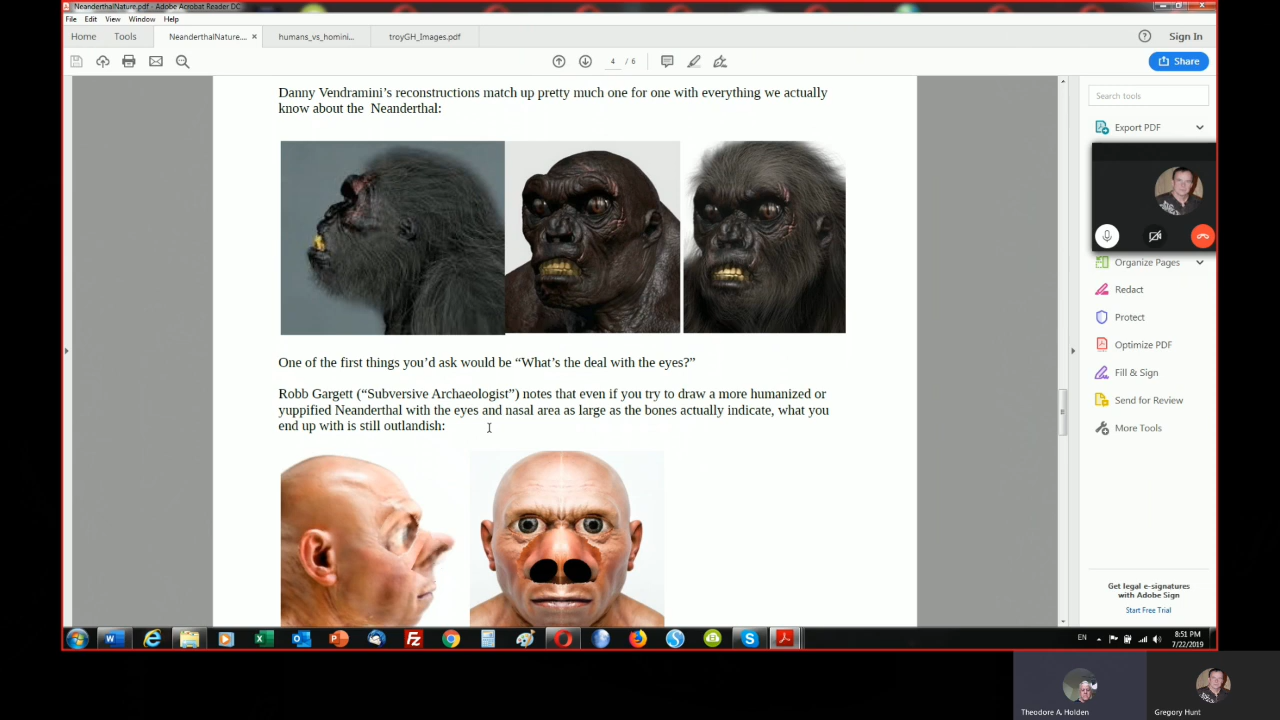 NeanderthalNature.pdf - Adobe Acrobat Reader DC
File Edit View Window Help
Home Tools NeanderthalNature.... × humans_vs_homini... troyGH_Images.pdf Sign In
4 / 6 Share
Danny Vendramini's reconstructions match up pretty much one for one with everything we actually
know about the Neanderthal:
One of the first things you'd ask would be “What's the deal with the eyes?”
Robb Gargett (“Subversive Archaeologist”) notes that even if you try to draw a more humanized or
yuppified Neanderthal with the eyes and nasal area as large as the bones actually indicate, what you
end up with is still outlandish:
Search tools
Export PDF
Organize Pages
Redact
Protect
Optimize PDF
Fill & Sign
Send for Review
More Tools
Get legal e-signatures
with Adobe Sign
Start Free Trial
EN 8:51 PM
7/22/2019
Theodore A. Holden Gregory Hunt